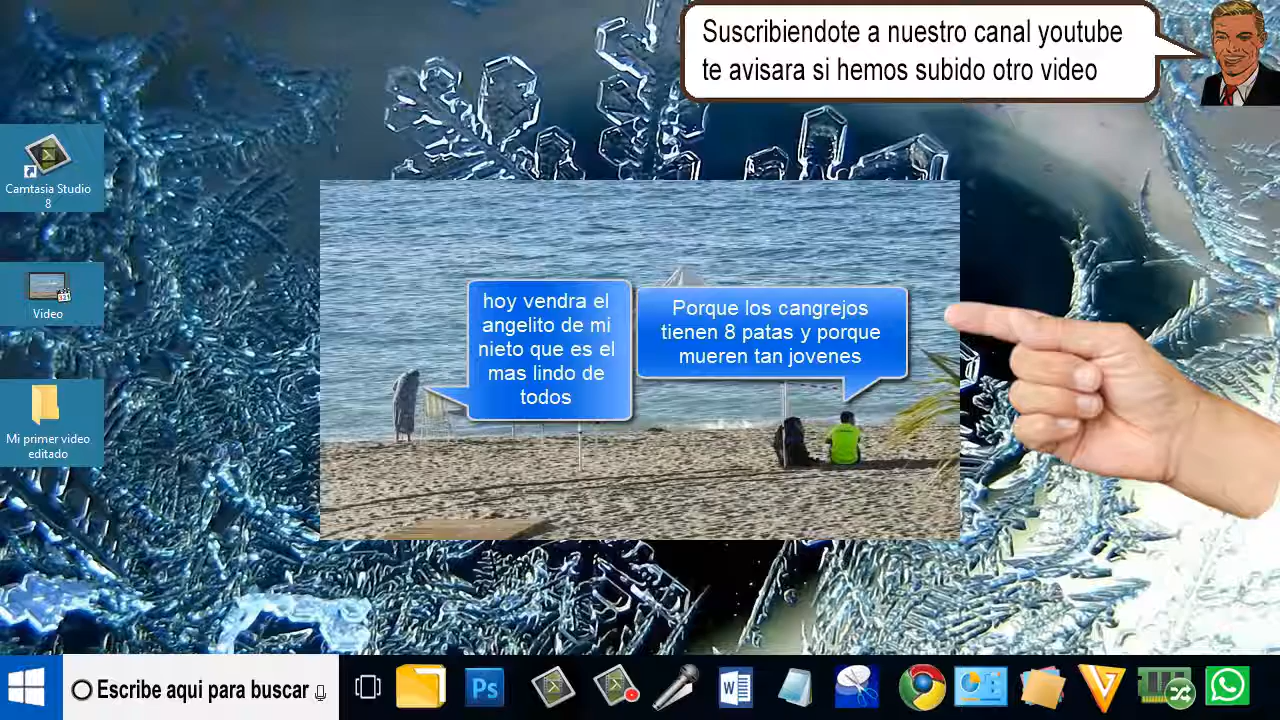 Suscribiendote a nuestro canal youtube
te avisara si hemos subido otro video
Camtasia Studio
8
Video
Mi primer video
editado
hoy vendra el
angelito de mi
nieto que es el
mas lindo de
todos
Porque los cangrejos
tienen 8 patas y porque
mueren tan jovenes
Escribe aqui para buscar
Ps
W